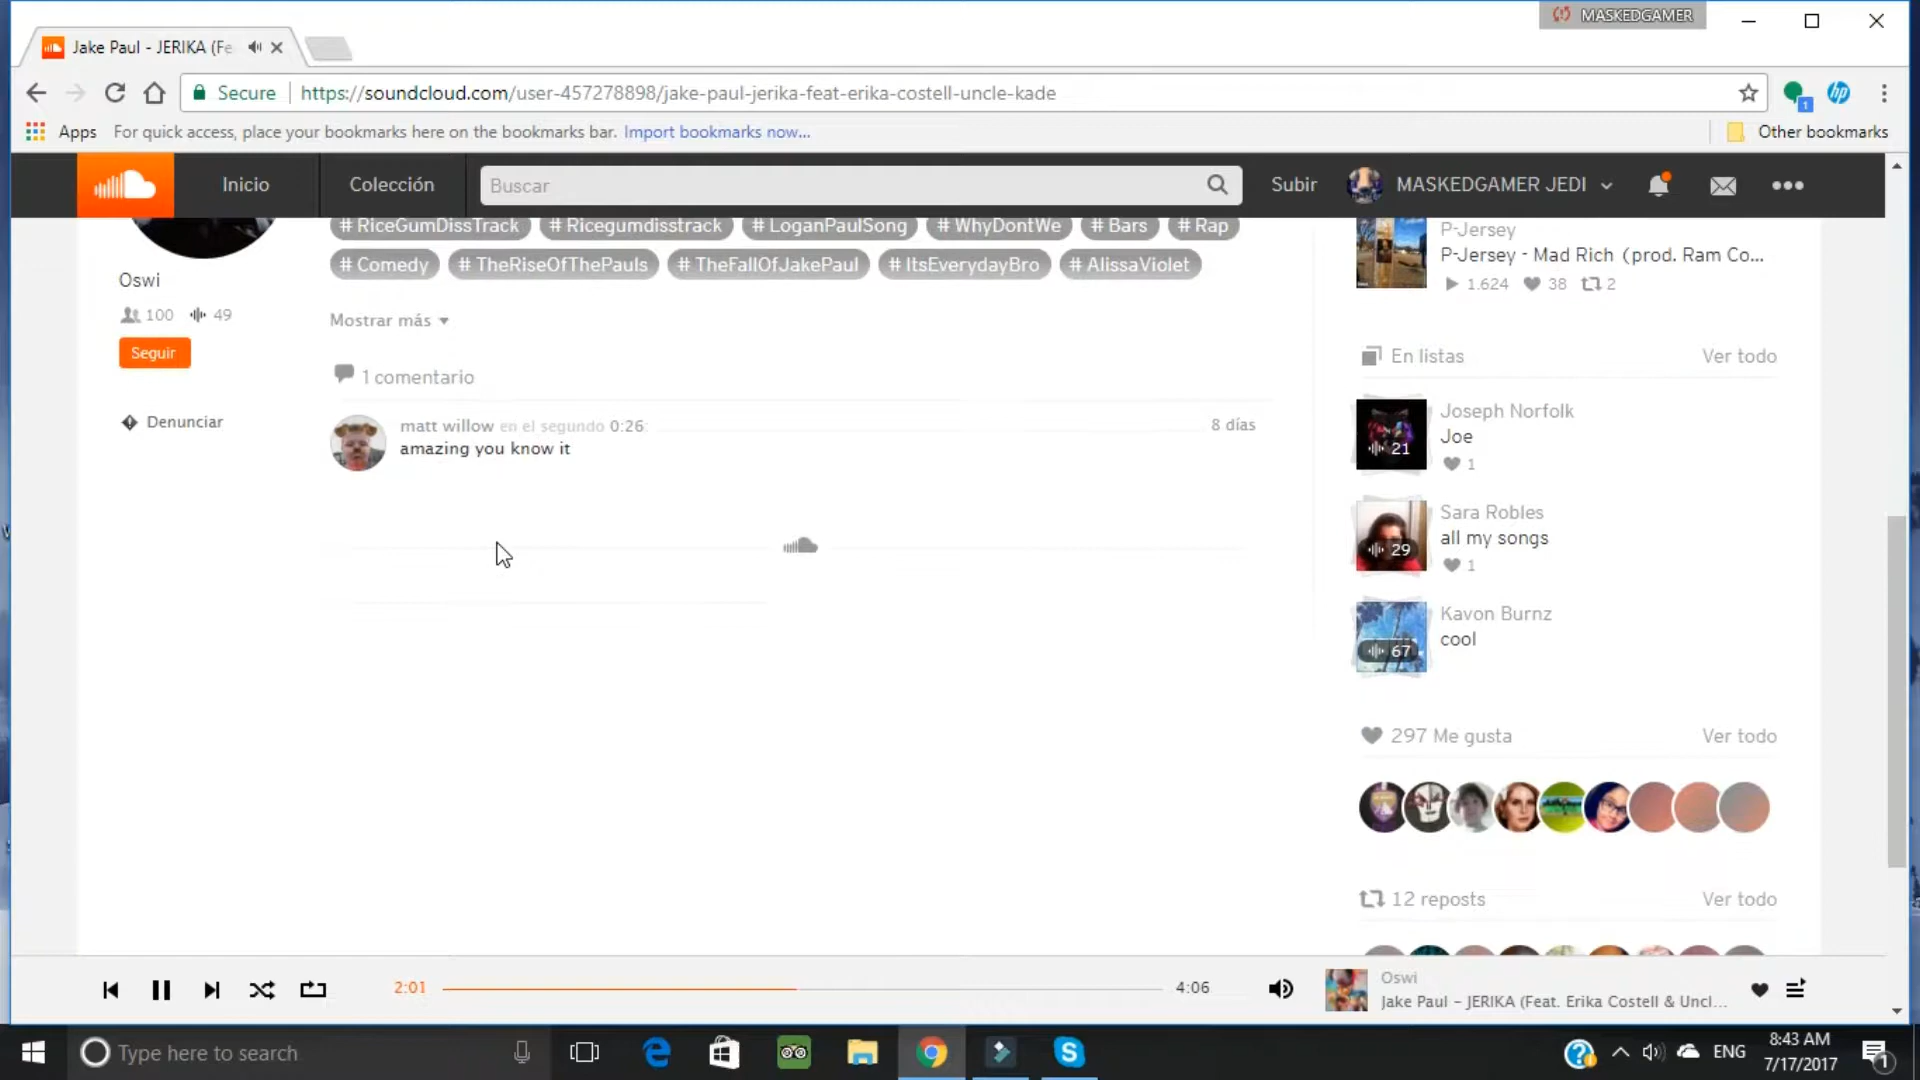 MASKEDGAMER
Jake Paul - JERIKA (Fe
Secure
https://soundcloud.com/user-457278898/jake-paul-jerika-feat-erika-costell-uncle-kade
1
hp
Apps
For quick access, place your bookmarks here on the bookmarks bar. Import bookmarks now...
Other bookmarks
Inicio
Colección
Buscar
Subir
MASKEDGAMER JEDI
# RiceGumDissTrack # Ricegumdisstrack # LoganPaulSong # WhyDontWe # Bars # Rap
# Comedy # TheRiseOfThePauls # TheFallOfJakePaul # ItsEverydayBro # AlissaViolet
Oswi
100 49
Seguir
Denunciar
Mostrar más
1 comentario
matt willow en el segundo 0:26:
8 días
amazing you know it
P-Jersey
P-Jersey - Mad Rich (prod. Ram Co...
1.624 38 2
En listas
Ver todo
Joseph Norfolk
Joe
21
1
Sara Robles
all my songs
29
1
Kavon Burnz
cool
67
297 Me gusta
Ver todo
12 reposts
Ver todo
2:01
4:06
Oswi
Jake Paul - JERIKA (Feat. Erika Costell & Uncl...
Type here to search
ENG
8:43 AM
7/17/2017
1